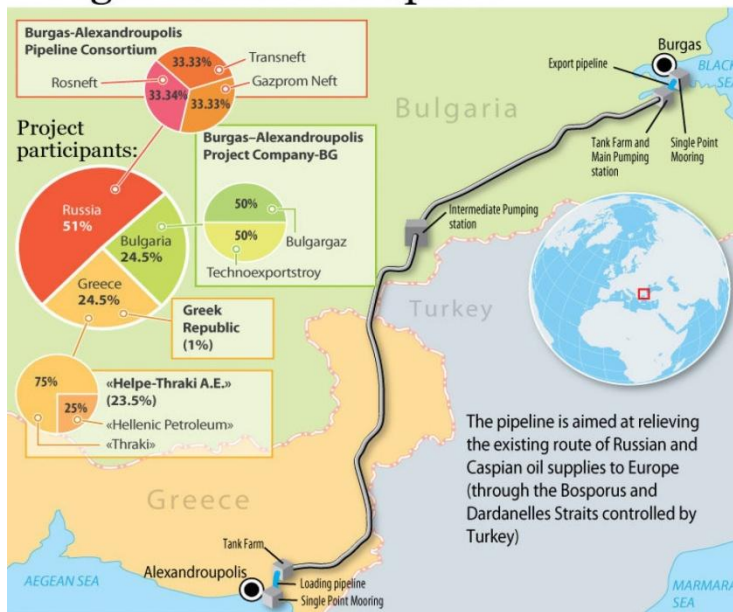 Burgas-Alexandroupolis
Pipeline Consortium
33.33%
Transneft
Rosneft
33.34%
33.33%
Gazprom Neft
Project
participants:
Russia
51%
Bulgaria
24.5%
Greece
24.5%
Burgas–Alexandroupolis
Project Company-BG
50%
50%
Bulgargaz
Technoexportstroy
Greek
Republic
(1%)
75%
25%
«Helpe-Thraki A.E.»
(23.5%)
«Hellenic Petroleum»
«Thraki»
Burgas
BLACK
SEA
Export pipeline
Bulgaria
Tank Farm and
Main Pumping
station
Single Point
Mooring
Intermediate Pumping
station
Turkey
The pipeline is aimed at relieving
the existing route of Russian and
Caspian oil supplies to Europe
(through the Bosporus and
Dardanelles Straits controlled by
Turkey)
Greece
Tank Farm
Alexandroupolis
Loading pipeline
Single Point Mooring
AEGEAN SEA
MARMARA
SEA